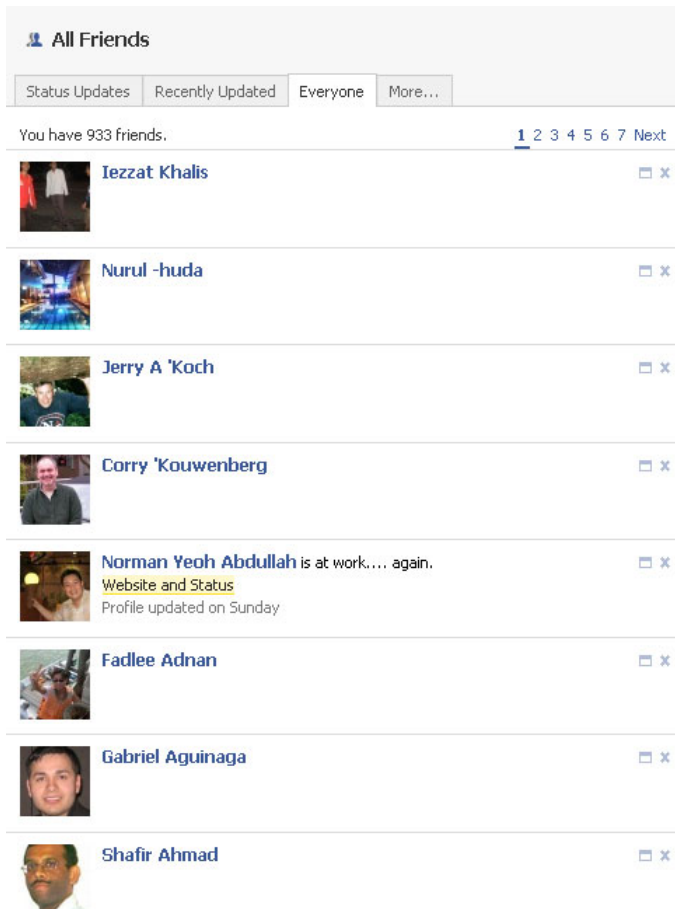 All Friends
Status Updates Recently Updated Everyone More...
You have 933 friends. 1 2 3 4 5 6 7 Next
Iezzat Khalis
Nurul -huda
Jerry A 'Koch
Corry 'Kouwenberg
Norman Yeoh Abdullah is at work.... again.
Website and Status
Profile updated on Sunday
Fadlee Adnan
Gabriel Aguinaga
Shafir Ahmad